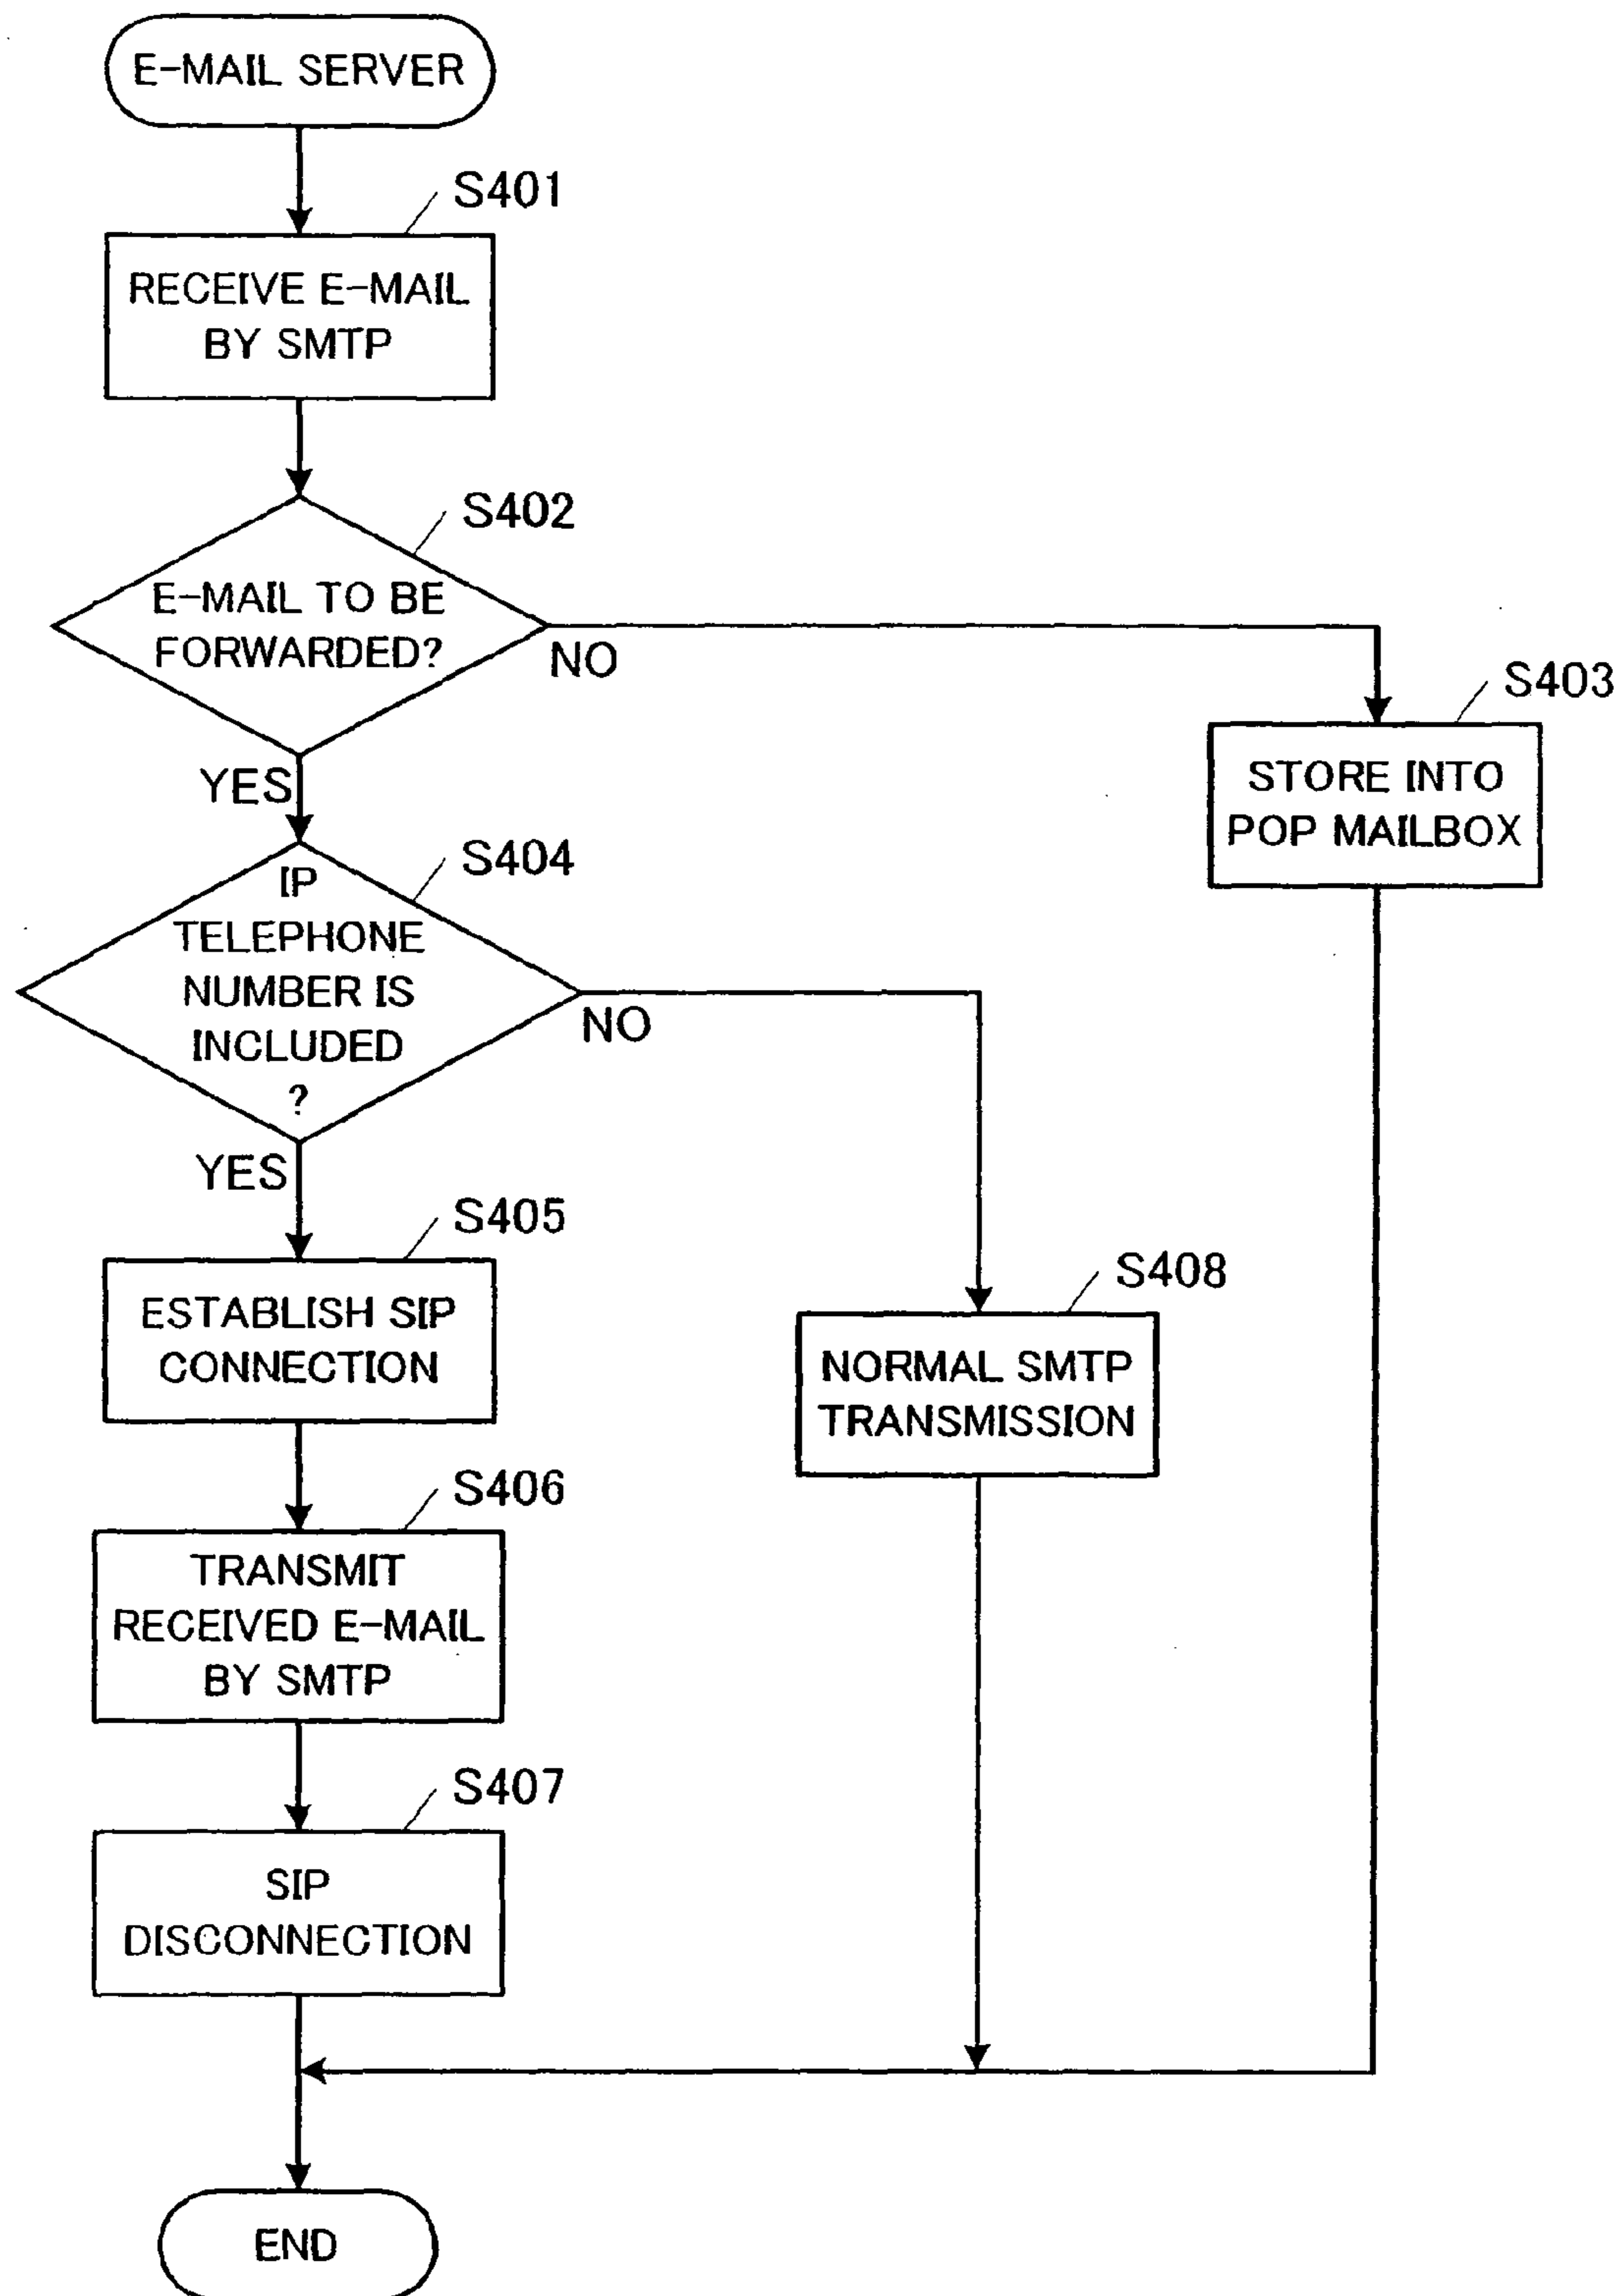 E-MAIL SERVER
S401
RECEIVE E-MAIL
BY SMTP
S402
E-MAIL TO BE
FORWARDED?
NO
YES
S403
STORE INTO
POP MAILBOX
S404
IP
TELEPHONE
NUMBER IS
INCLUDED
?
NO
YES
S405
ESTABLISH SIP
CONNECTION
S408
NORMAL SMTP
TRANSMISSION
S406
TRANSMIT
RECEIVED E-MAIL
BY SMTP
S407
SIP
DISCONNECTION
END